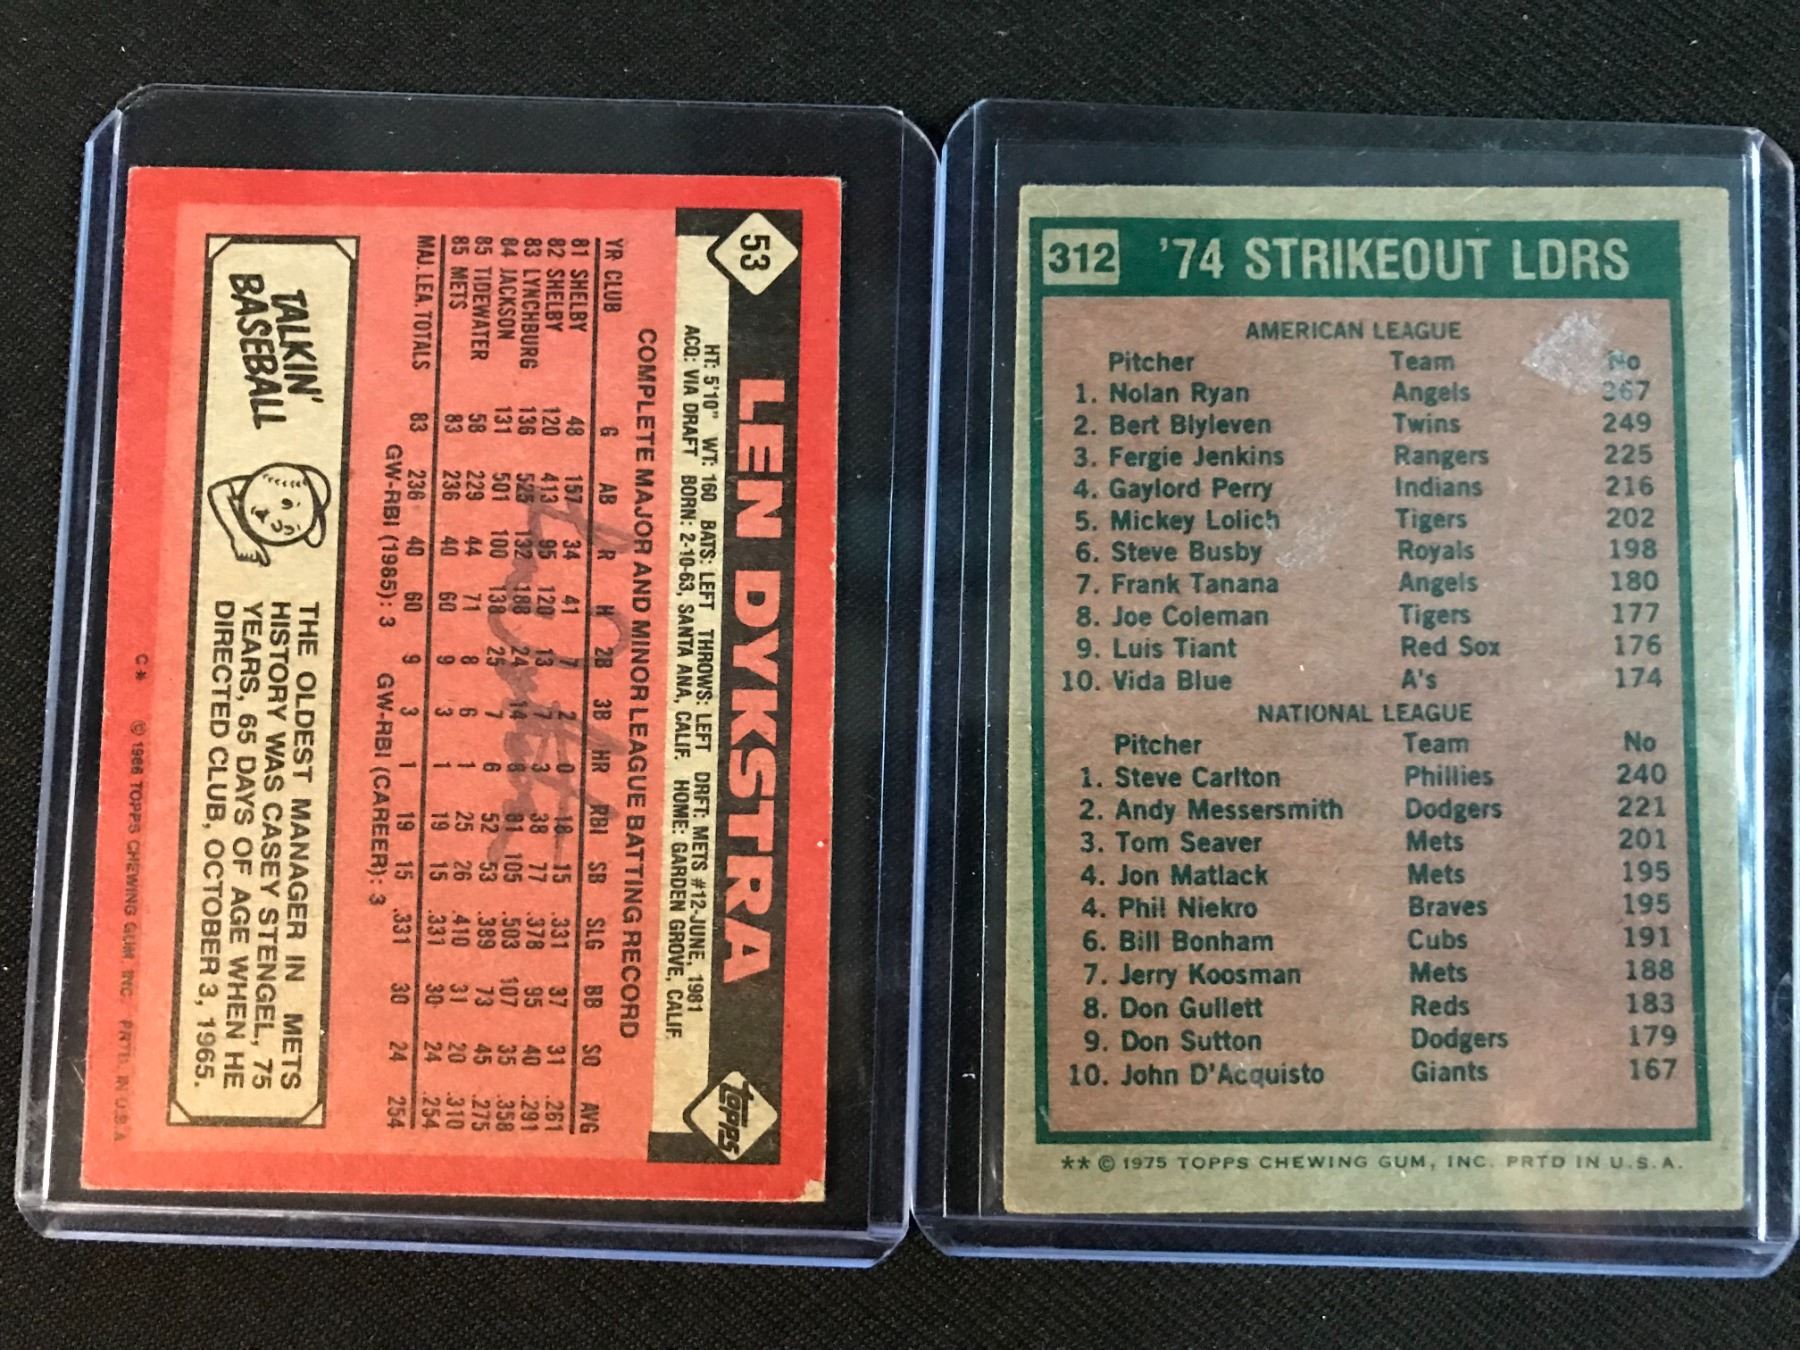 53
LEN DYKSTRA
HT: 5'10" WT: 160 BATS: LEFT THROWS: LEFT DRFT: METS #12-JUNE, 1981
ACQ: VIA DRAFT BORN: 2-10-63, SANTA ANA, CALIF. HOME: GARDEN GROVE, CALIF.
topps
COMPLETE MAJOR AND MINOR LEAGUE BATTING RECORD
YR CLUB G AB R H 2B 3B HR RBI SB SLG BB SO AVG
81 SHELBY 48 157 34 41 7 2 0 18 15 .331 37 31 .261
82 SHELBY 120 413 95 120 13 7 3 38 77 .378 95 40 .291
83 LYNCHBURG 136 525 132 188 24 14 8 81 105 .503 107 35 .358
84 JACKSON 131 501 100 138 25 7 6 52 53 .389 73 45 .275
85 TIDEWATER 58 229 44 71 8 6 1 25 26 .410 31 20 .310
85 METS 83 236 40 60 9 3 1 19 15 .331 30 24 .254
MAJ. LEA. TOTALS 83 236 40 60 9 3 1 19 15 .331 30 24 .254
GW-RBI (1985): 3 GW-RBI (CAREER): 3
TALKIN'
BASEBALL
THE OLDEST MANAGER IN METS
HISTORY WAS CASEY STENGEL, 75
YEARS, 65 DAYS OF AGE WHEN HE
DIRECTED CLUB, OCTOBER 3, 1965.
C* © 1986 TOPPS CHEWING GUM, INC. PRTD. IN U.S.A.
312 '74 STRIKEOUT LDRS
AMERICAN LEAGUE
Pitcher Team No
1. Nolan Ryan Angels 367
2. Bert Blyleven Twins 249
3. Fergie Jenkins Rangers 225
4. Gaylord Perry Indians 216
5. Mickey Lolich Tigers 202
6. Steve Busby Royals 198
7. Frank Tanana Angels 180
8. Joe Coleman Tigers 177
9. Luis Tiant Red Sox 176
10. Vida Blue A's 174
NATIONAL LEAGUE
Pitcher Team No
1. Steve Carlton Phillies 240
2. Andy Messersmith Dodgers 221
3. Tom Seaver Mets 201
4. Jon Matlack Mets 195
4. Phil Niekro Braves 195
6. Bill Bonham Cubs 191
7. Jerry Koosman Mets 188
8. Don Gullett Reds 183
9. Don Sutton Dodgers 179
10. John D'Acquisto Giants 167
** © 1975 TOPPS CHEWING GUM, INC. PRTD IN U.S.A.